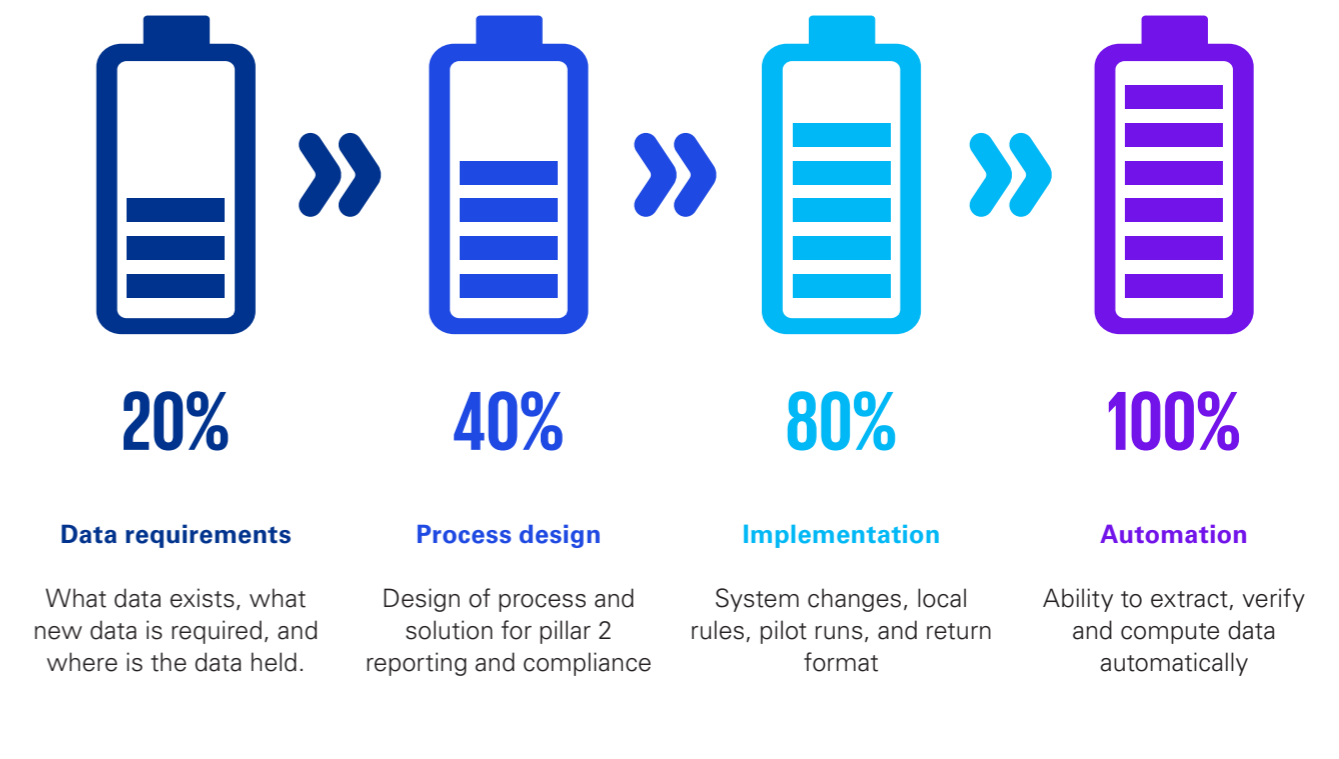 20%
40%
80%
100%
Data requirements
Process design
Implementation
Automation
What data exists, what
new data is required, and
where is the data held.
Design of process and
solution for pillar 2
reporting and compliance
System changes, local
rules, pilot runs, and return
format
Ability to extract, verify
and compute data
automatically